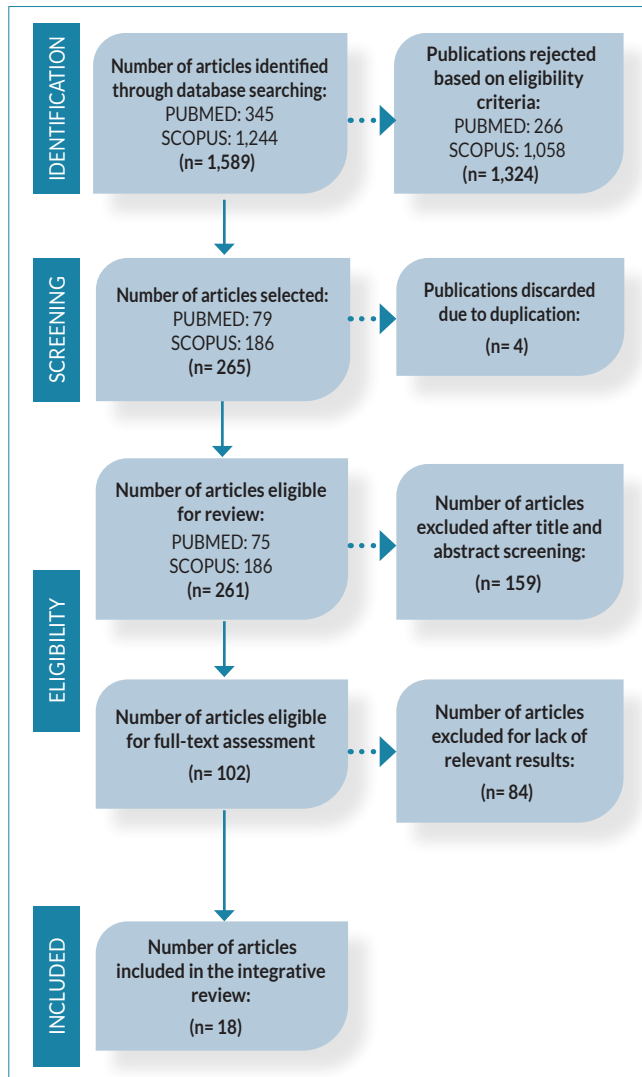 IDENTIFICATION
Number of articles identified
through database searching:
PUBMED: 345
SCOPUS: 1,244
(n= 1,589)
Publications rejected
based on eligibility
criteria:
PUBMED: 266
SCOPUS: 1,058
(n= 1,324)
SCREENING
Number of articles selected:
PUBMED: 79
SCOPUS: 186
(n= 265)
Publications discarded
due to duplication:
(n= 4)
ELIGIBILITY
Number of articles eligible
for review:
PUBMED: 75
SCOPUS: 186
(n= 261)
Number of articles
excluded after title and
abstract screening:
(n= 159)
Number of articles eligible
for full-text assessment
(n= 102)
Number of articles
excluded for lack of
relevant results:
(n= 84)
INCLUDED
Number of articles
included in the integrative
review:
(n= 18)